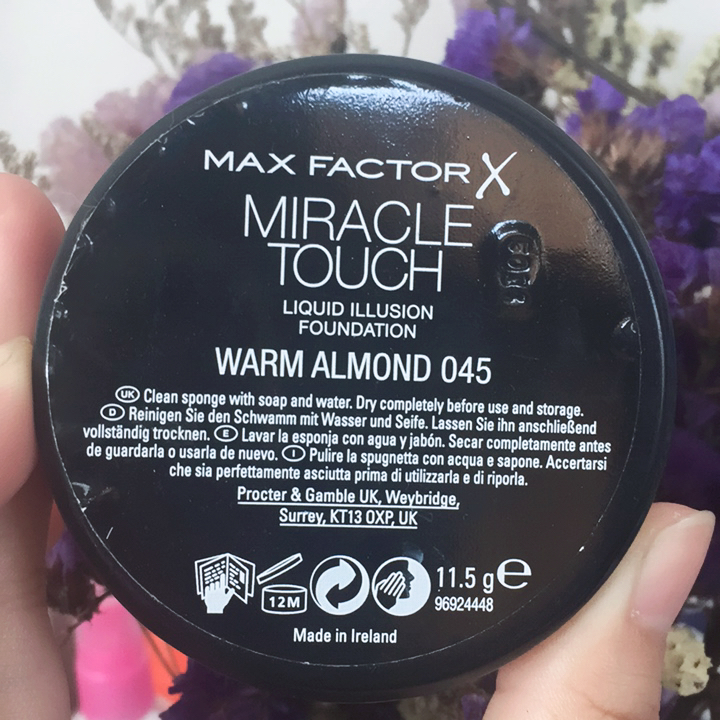 MAX FACTOR X
MIRACLE
TOUCH
LIQUID ILLUSION
FOUNDATION
WARM ALMOND 045
UK Clean sponge with soap and water. Dry completely before use and storage.
D Reinigen Sie den Schwamm mit Wasser und Seife. Lassen Sie ihn anschließend
vollständig trocknen. E Lavar la esponja con agua y jabón. Secar completamente antes
de guardarla o usarla de nuevo. I Pulire la spugnetta con acqua e sapone. Accertarsi
che sia perfettamente asciutta prima di utilizzarla e di riporla.
Procter & Gamble UK, Weybridge,
Surrey, KT13 0XP, UK
12M
11.5 g e
96924448
Made in Ireland